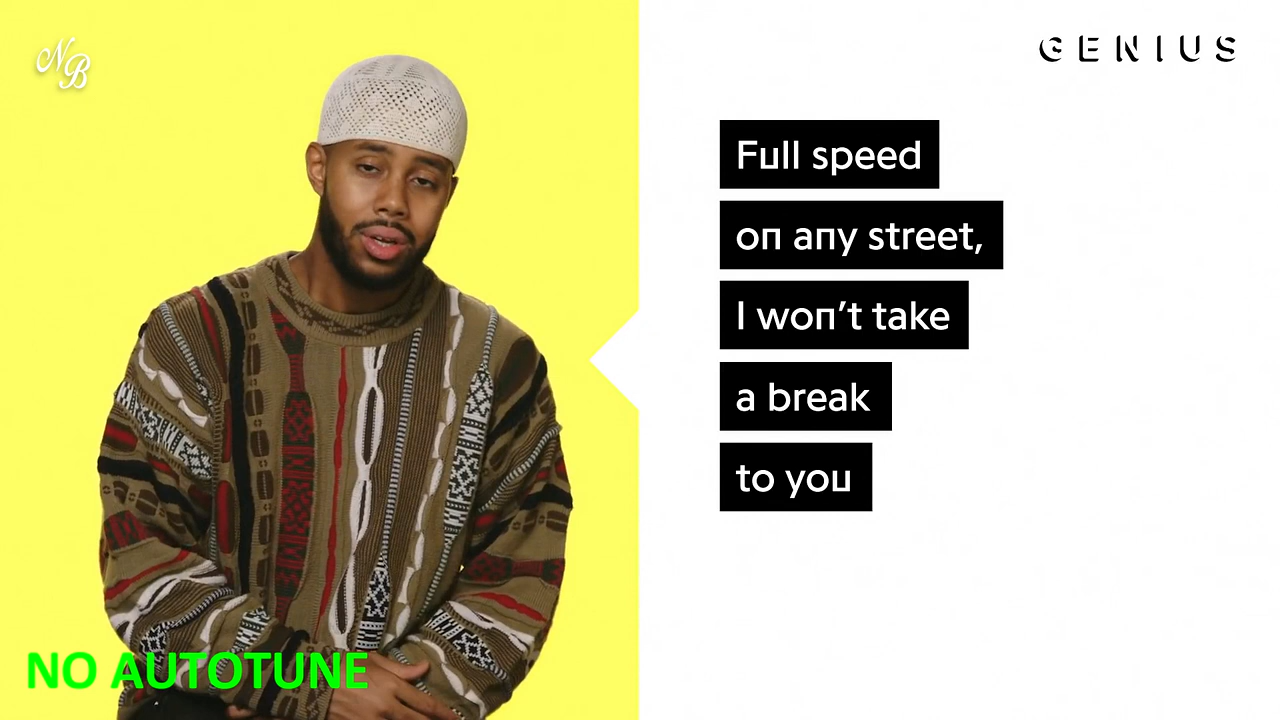 NB
GENIUS
Full speed
on any street,
I won’t take
a break
to you
NO AUTOTUNE